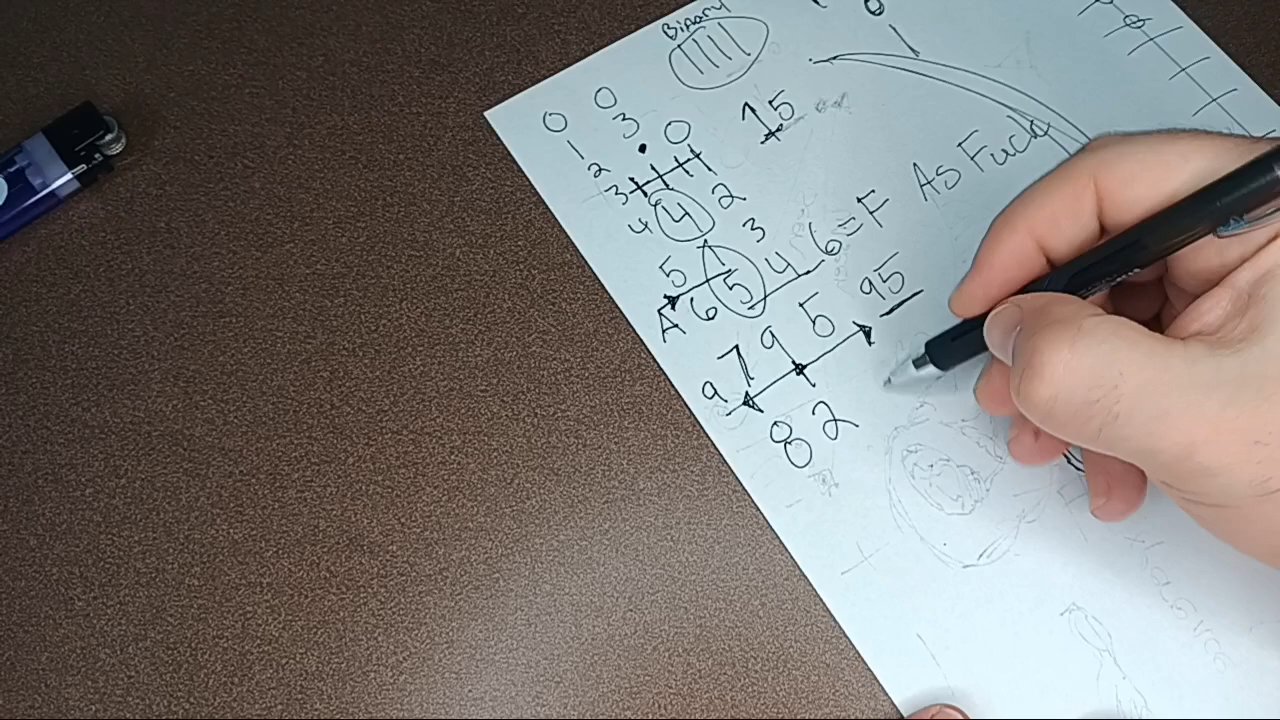 Binary
1111
0 0
1 3 . 0 15
2
3
4 4 2
5 3
A 6 5 4 6=F As Fuck
7 9 5 95
9
8 2